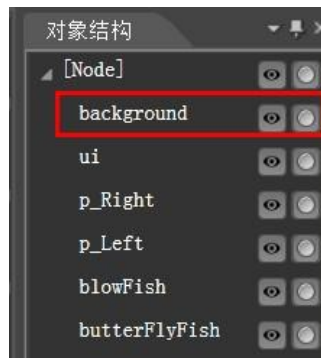 对象结构
[Node]
background
ui
p_Right
p_Left
blowFish
butterFlyFish